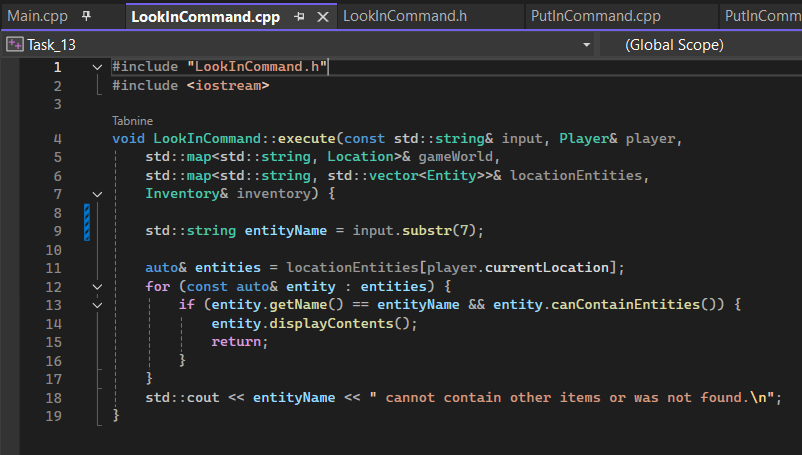 Main.cpp LookInCommand.cpp LookInCommand.h PutInCommand.cpp PutInComm
Task_13 (Global Scope)
1 #include "LookInCommand.h"
2 #include <iostream>
3
Tabnine
4 void LookInCommand::execute(const std::string& input, Player& player,
5     std::map<std::string, Location>& gameWorld,
6     std::map<std::string, std::vector<Entity>>& locationEntities,
7     Inventory& inventory) {
8
9     std::string entityName = input.substr(7);
10
11     auto& entities = locationEntities[player.currentLocation];
12     for (const auto& entity : entities) {
13         if (entity.getName() == entityName && entity.canContainEntities()) {
14             entity.displayContents();
15             return;
16         }
17     }
18     std::cout << entityName << " cannot contain other items or was not found.\n";
19 }